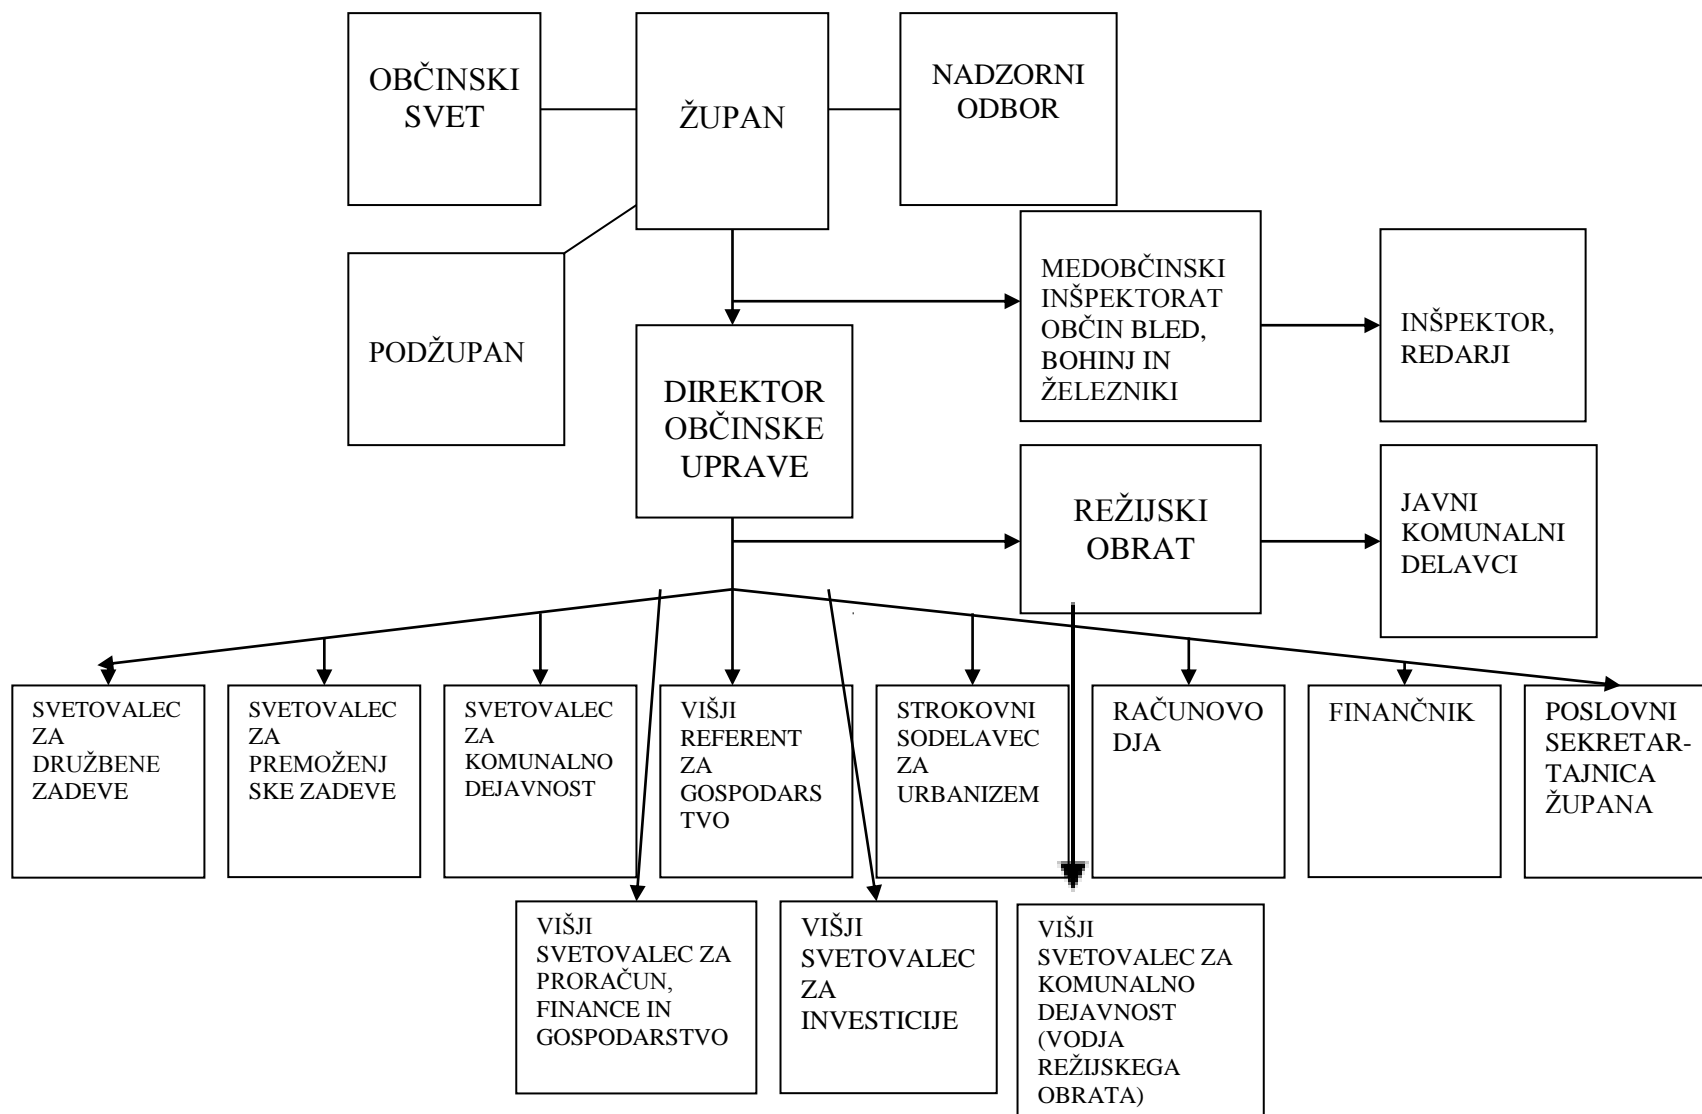 OBČINSKI
SVET
ŽUPAN
NADZORNI
ODBOR
PODŽUPAN
MEDOBČINSKI
INŠPEKTORAT
OBČIN BLED,
BOHINJ IN
ŽELEZNIKI
INŠPEKTOR,
REDARJI
DIREKTOR
OBČINSKE
UPRAVE
REŽIJSKI
OBRAT
JAVNI
KOMUNALNI
DELAVCI
SVETOVALEC
ZA
DRUŽBENE
ZADEVE
SVETOVALEC
ZA
PREMOŽENJ
SKE ZADEVE
SVETOVALEC
ZA
KOMUNALNO
DEJAVNOST
VIŠJI
REFERENT
ZA
GOSPODARS
TVO
STROKOVNI
SODELAVEC
ZA
URBANIZEM
RAČUNOVO
DJA
FINANČNIK
POSLOVNI
SEKRETAR-
TAJNICA
ŽUPANA
VIŠJI
SVETOVALEC ZA
PRORAČUN,
FINANCE IN
GOSPODARSTVO
VIŠJI
SVETOVALEC
ZA
INVESTICIJE
VIŠJI
SVETOVALEC ZA
KOMUNALNO
DEJAVNOST
(VODJA
REŽIJSKEGA
OBRATA)